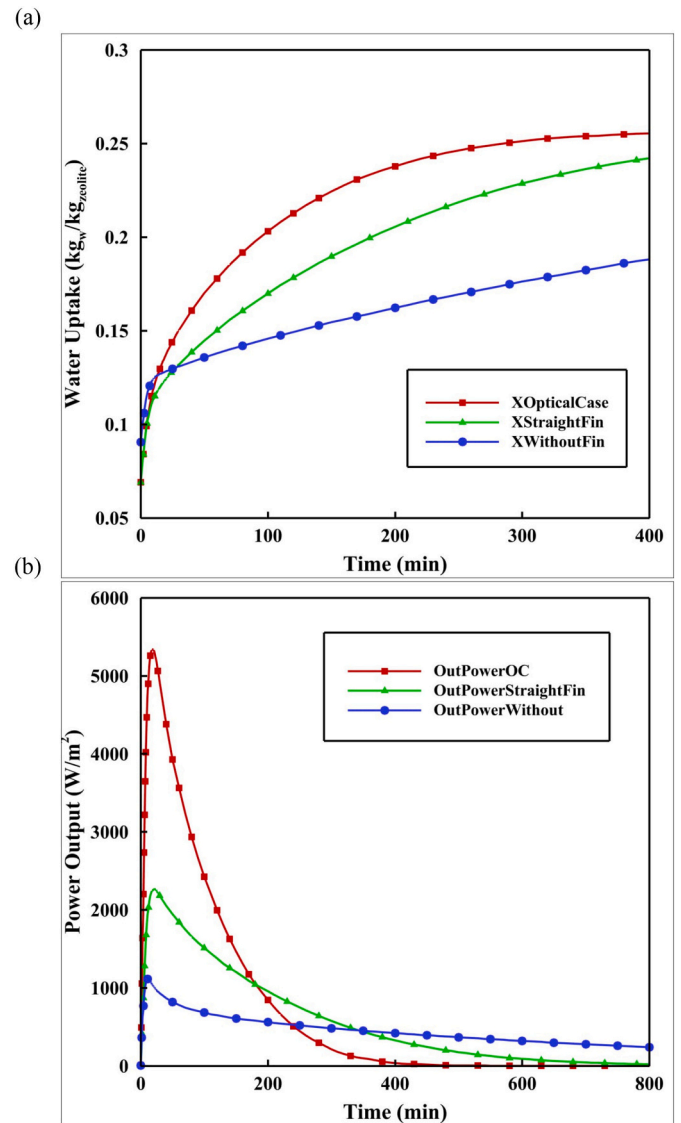 (a)
0.3
0.25
0.2
0.15
0.1
0.05
Water Uptake (kg_w/kg_zeolite)
XOpticalCase
XStraightFin
XWithoutFin
0 100 200 300 400
Time (min)
(b)
6000
5000
4000
3000
2000
1000
0
Power Output (W/m²)
OutPowerOC
OutPowerStraightFin
OutPowerWithout
0 200 400 600 800
Time (min)